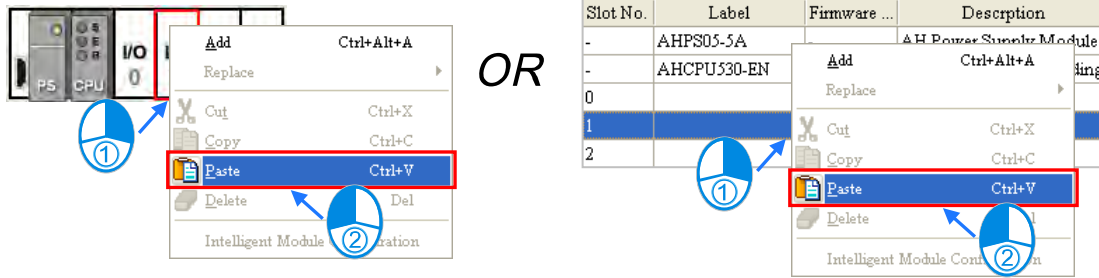 PS
CPU
I/O
0
Add Ctrl+Alt+A
Replace
Cut Ctrl+X
Copy Ctrl+C
Paste Ctrl+V
Delete Del
Intelligent Module
1
2
OR
Slot No. Label Firmware ... Descrption
- AHPS05-5A - AH Power Supply Module
- AHCPU530-EN
0
1
2
Add Ctrl+Alt+A
Replace
Cut Ctrl+X
Copy Ctrl+C
Paste Ctrl+V
Delete
Intelligent Module
1
2